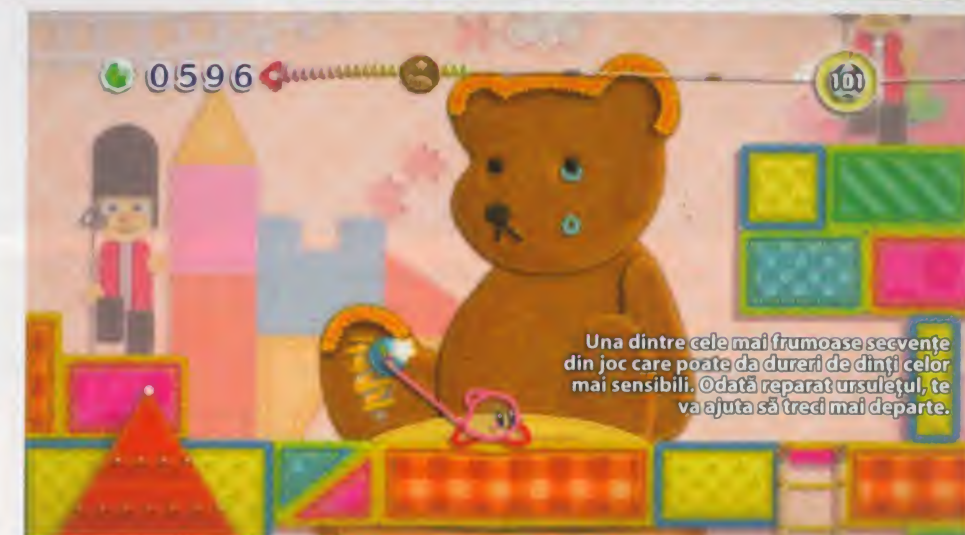 0596
101
Una dintre cele mai frumoase secvențe
din joc care poate da dureri de dinți celor
mai sensibili. Odată reparat ursulețul, te
va ajuta să treci mai departe.